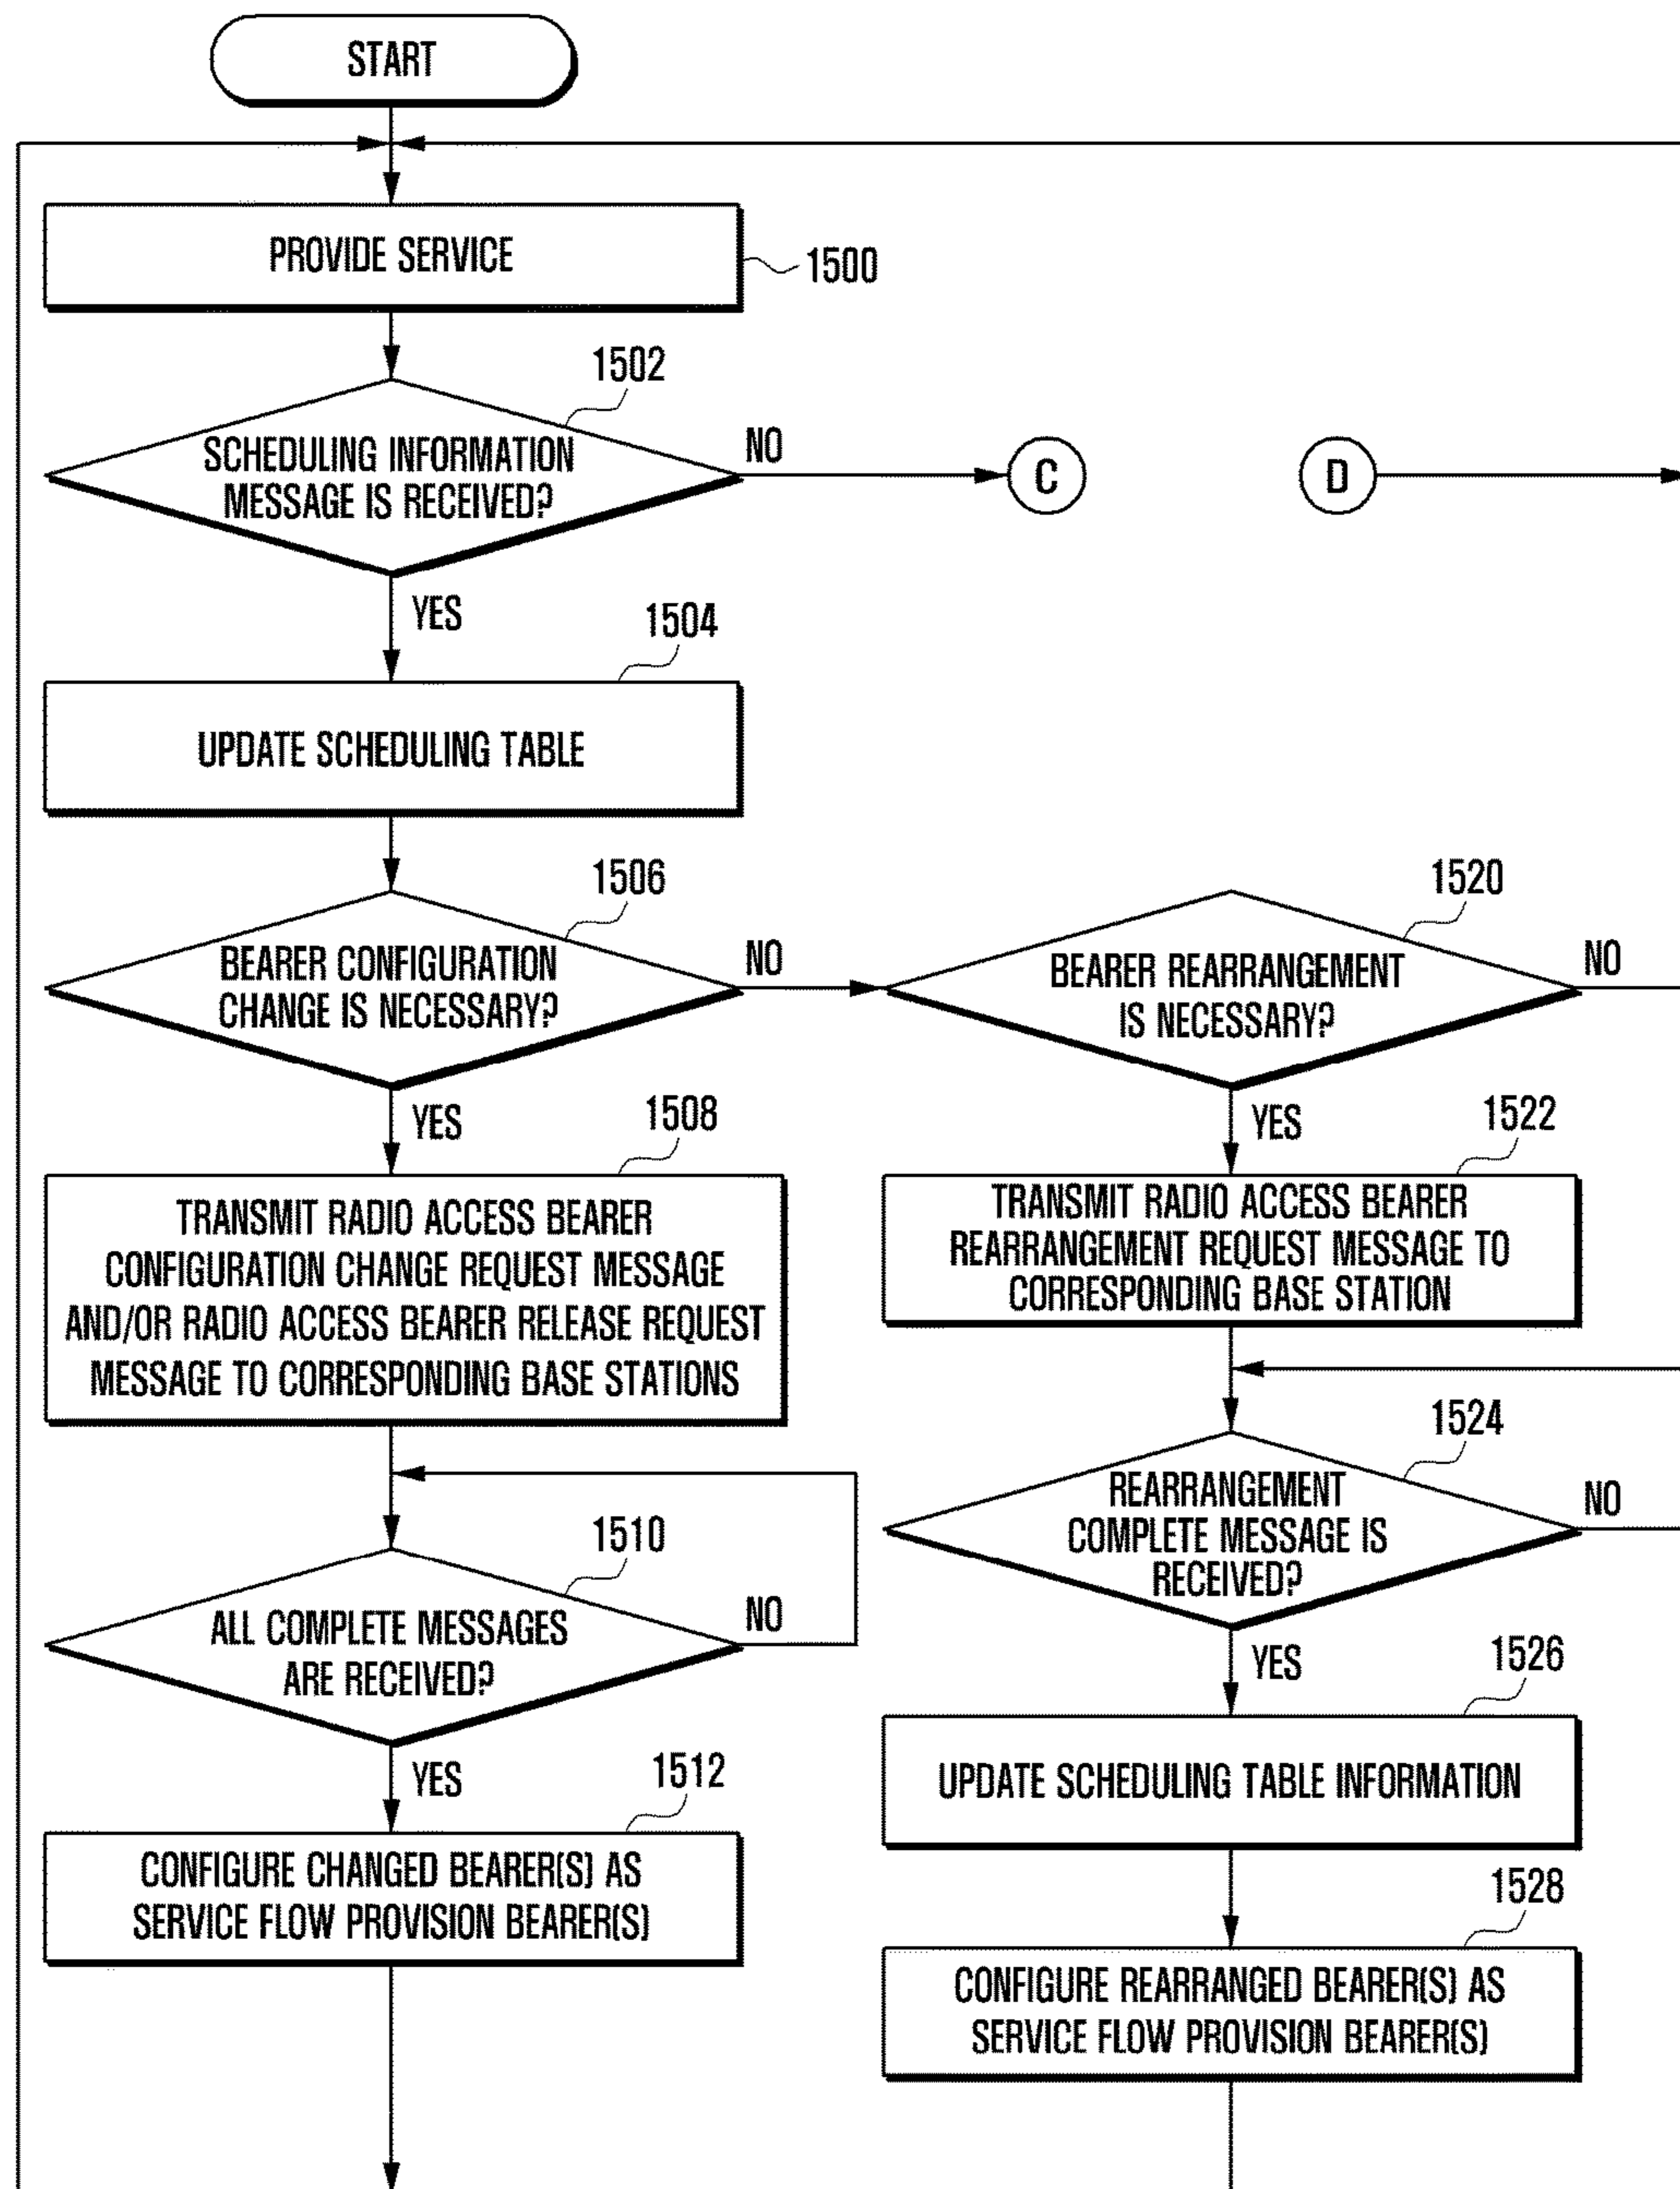 START
PROVIDE SERVICE
1500
1502
SCHEDULING INFORMATION
MESSAGE IS RECEIVED?
NO
C
D
YES
1504
UPDATE SCHEDULING TABLE
1506
BEARER CONFIGURATION
CHANGE IS NECESSARY?
NO
1520
BEARER REARRANGEMENT
IS NECESSARY?
NO
YES
1508
TRANSMIT RADIO ACCESS BEARER
CONFIGURATION CHANGE REQUEST MESSAGE
AND/OR RADIO ACCESS BEARER RELEASE REQUEST
MESSAGE TO CORRESPONDING BASE STATIONS
YES
1522
TRANSMIT RADIO ACCESS BEARER
REARRANGEMENT REQUEST MESSAGE TO
CORRESPONDING BASE STATION
1510
ALL COMPLETE MESSAGES
ARE RECEIVED?
NO
1524
REARRANGEMENT
COMPLETE MESSAGE IS
RECEIVED?
NO
YES
1512
CONFIGURE CHANGED BEARER(S) AS
SERVICE FLOW PROVISION BEARER(S)
YES
1526
UPDATE SCHEDULING TABLE INFORMATION
1528
CONFIGURE REARRANGED BEARER(S) AS
SERVICE FLOW PROVISION BEARER(S)